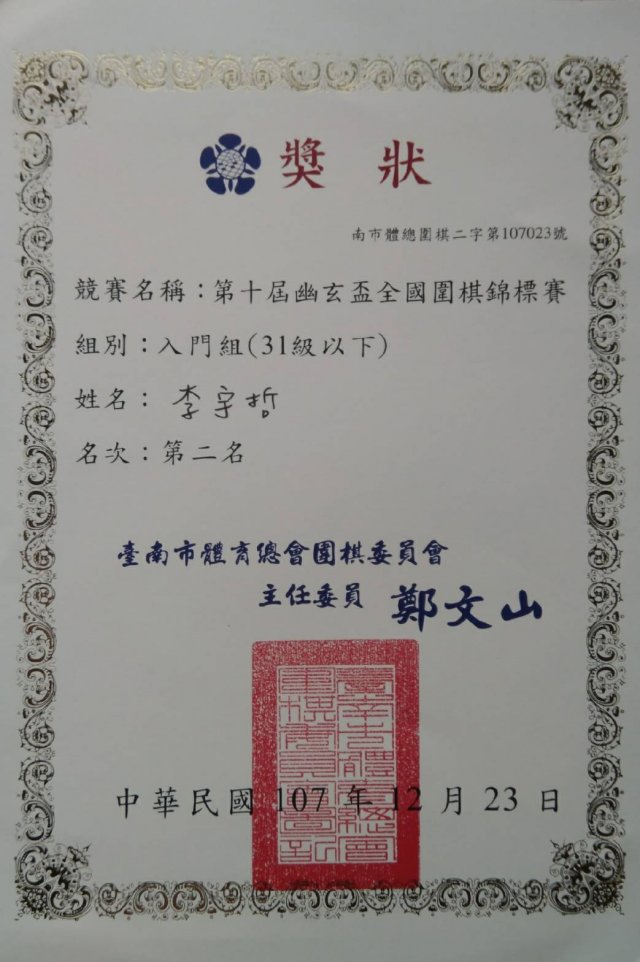 獎狀
南市體總圍棋二字第107023號
競賽名稱：第十屆幽玄盃全國圍棋錦標賽
組別：入門組(31級以下)
姓名：李宇哲
名次：第二名
臺南市體育總會圍棋委員會
主任委員 鄭文山
中華民國 107 年 12 月 23 日